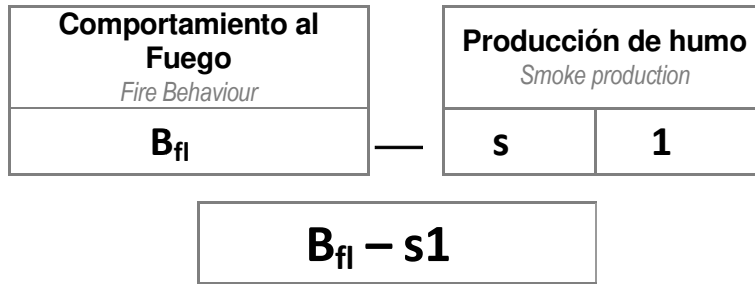 Comportamiento al
Fuego
Fire Behaviour
Producción de humo
Smoke production
Bfl — s 1
Bfl – s1